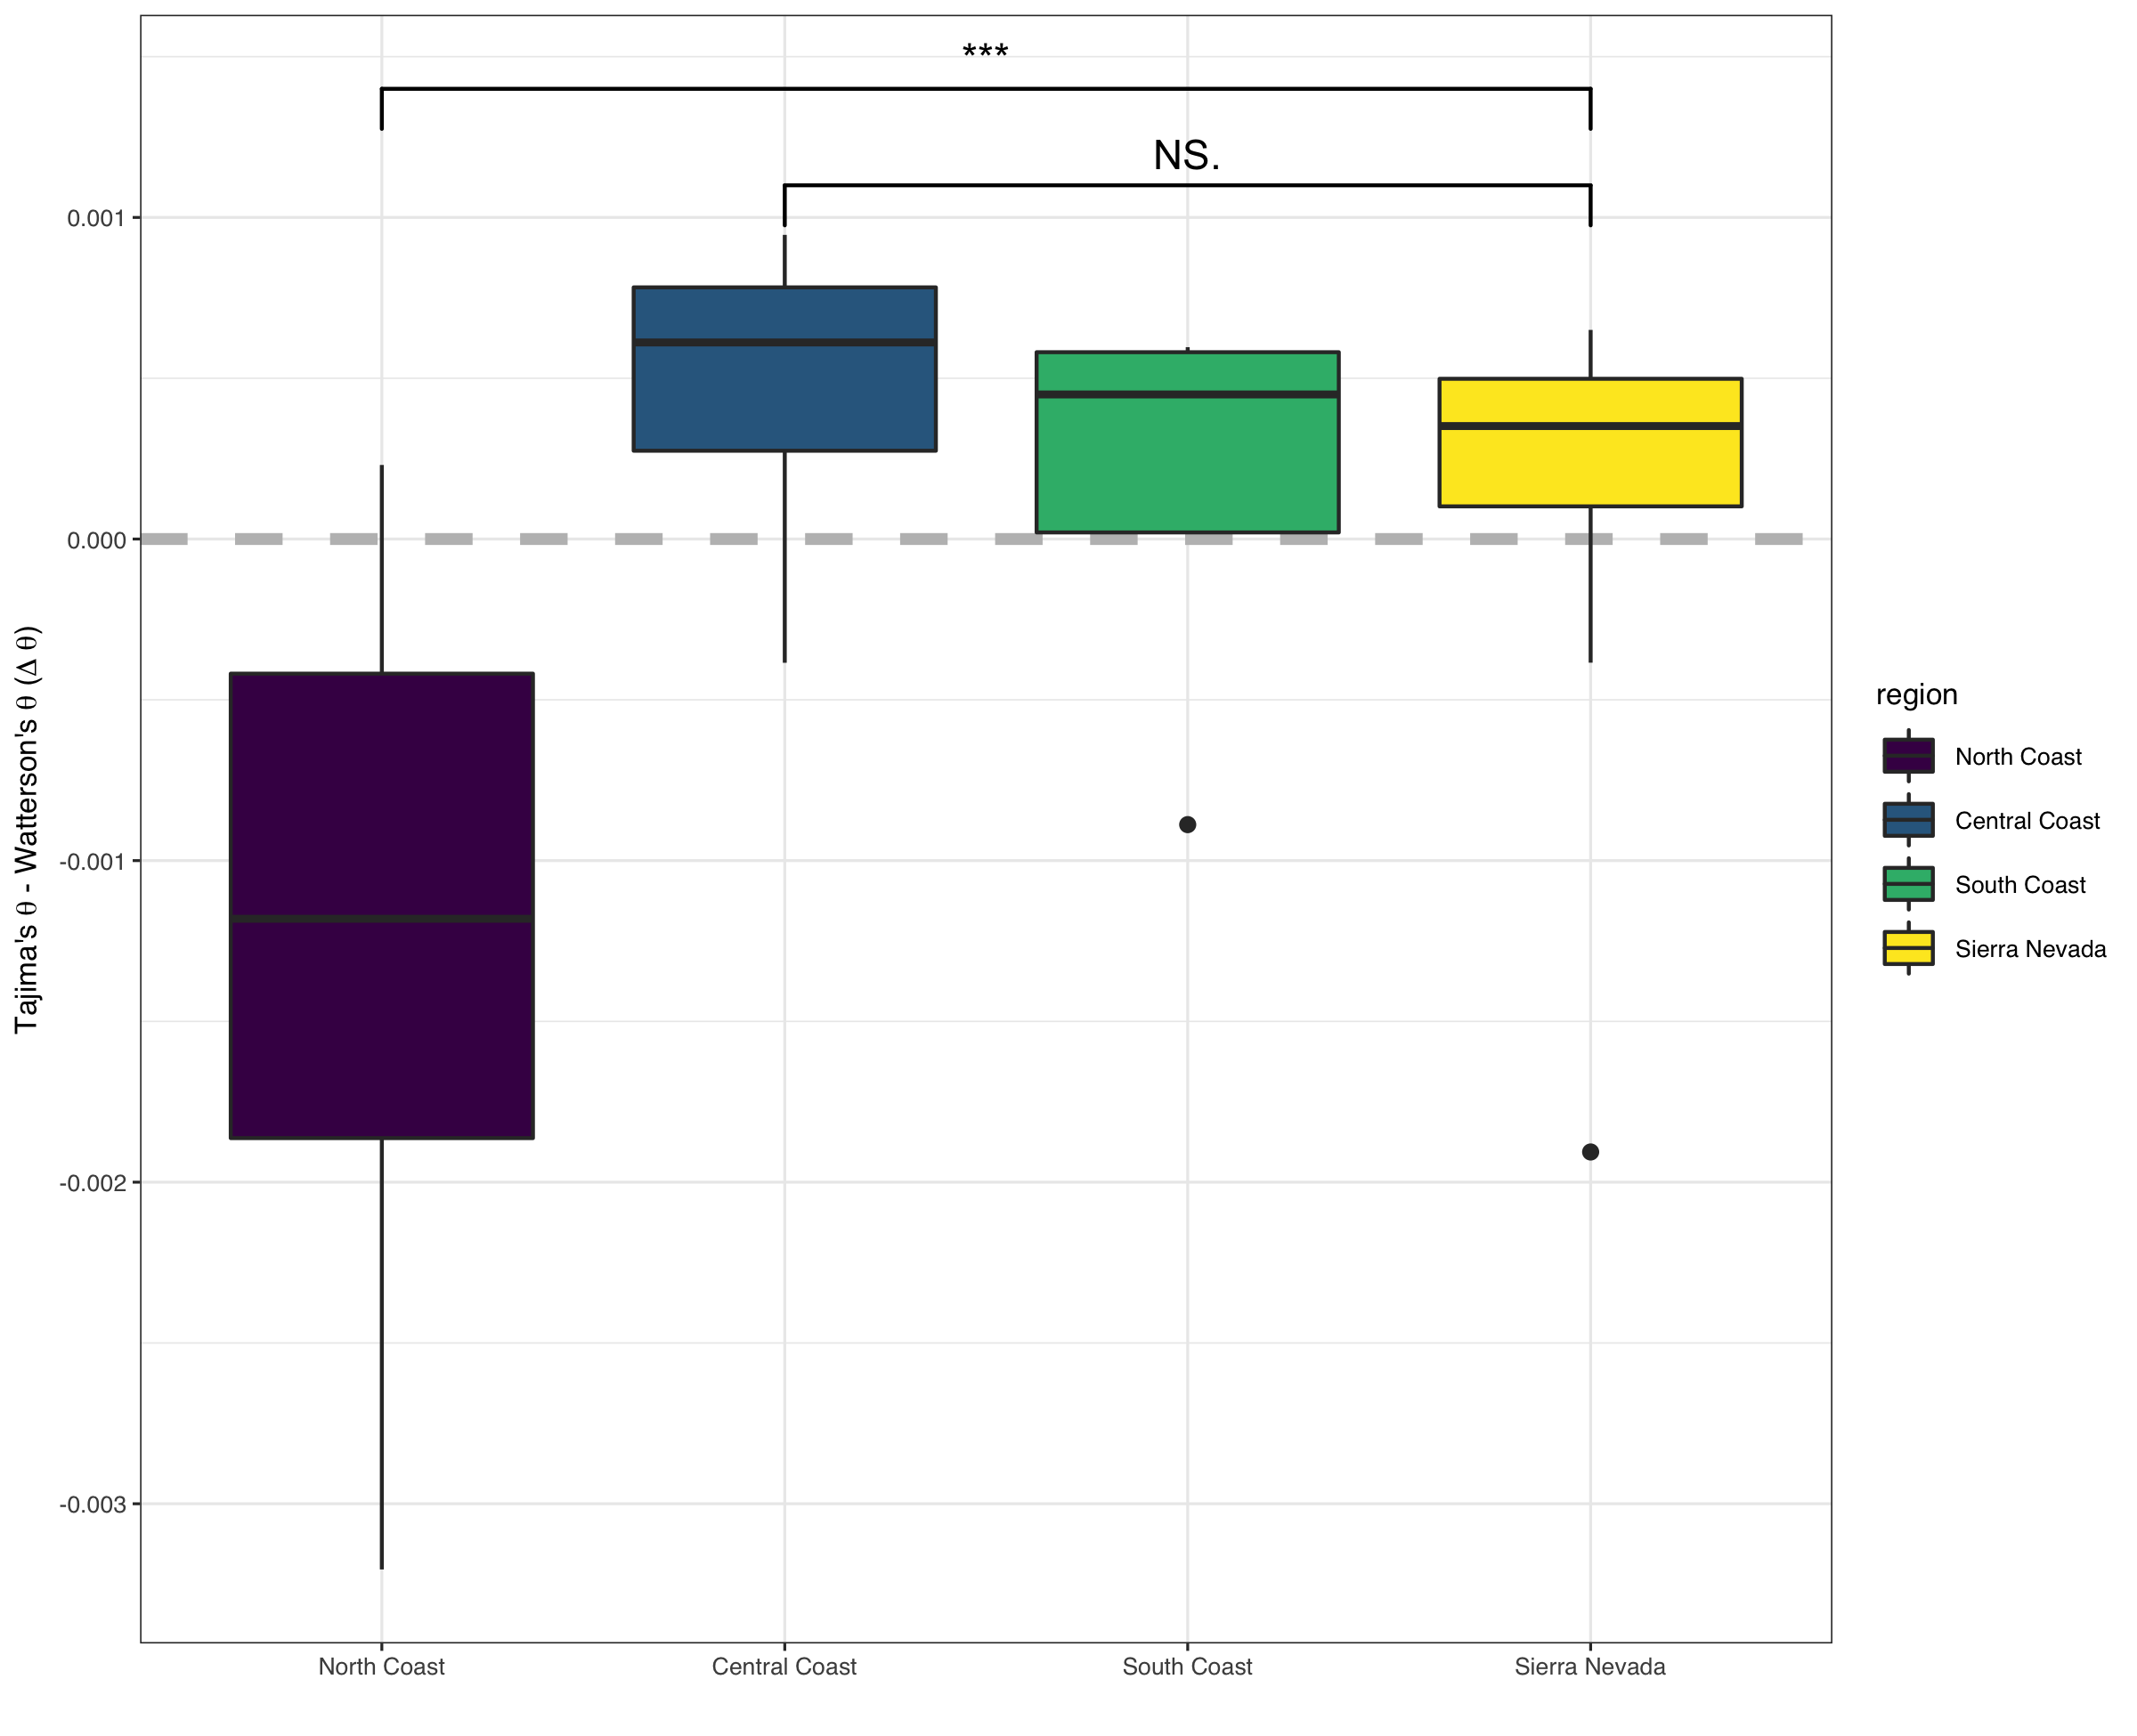 ***
NS.
0.001
0.000
-0.001
-0.002
-0.003
Tajima's θ - Watterson's θ (Δ θ)
North Coast
Central Coast
South Coast
Sierra Nevada
region
North Coast
Central Coast
South Coast
Sierra Nevada